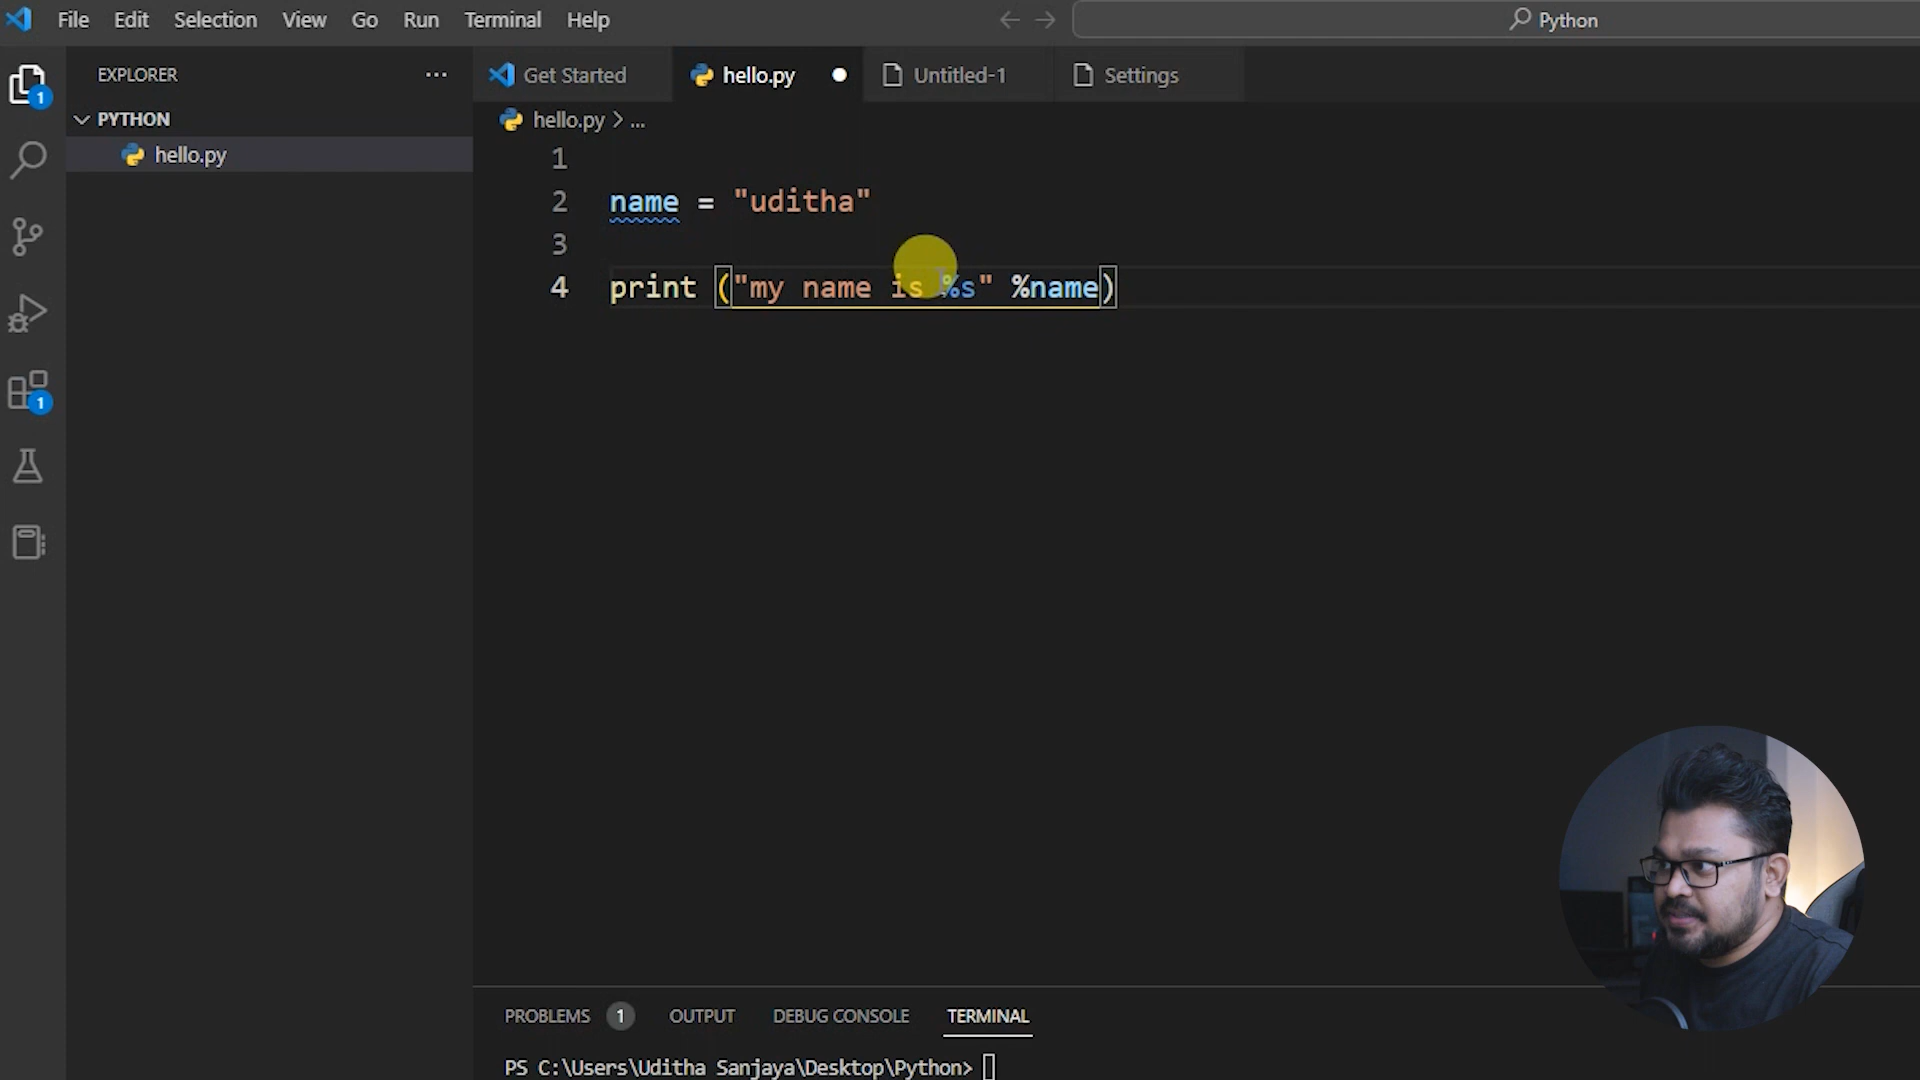 File Edit Selection View Go Run Terminal Help Python
EXPLORER ... Get Started hello.py Untitled-1 Settings
1
PYTHON
hello.py > ...
hello.py
1
2 name = "uditha"
3
4 print ("my name is %s" %name)
1
PROBLEMS 1 OUTPUT DEBUG CONSOLE TERMINAL
PS C:\Users\Uditha Sanjaya\Desktop\Python>